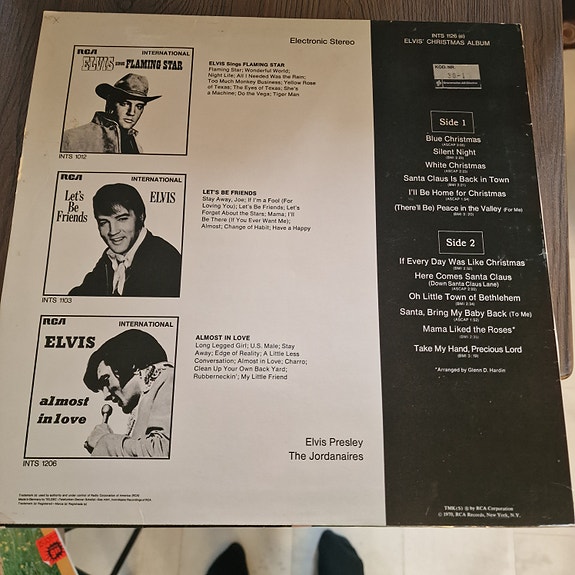 Electronic Stereo
INTS 1126 (e)
ELVIS' CHRISTMAS ALBUM
KOD-NR.
38-1
RCA INTERNATIONAL
ELVIS SINGS FLAMING STAR
INTS 1012
ELVIS Sings FLAMING STAR
Flaming Star; Wonderful World;
Night Life; All I Needed Was the Rain;
Too Much Monkey Business; Yellow Rose
of Texas; The Eyes of Texas; She's
a Machine; Do the Vega; Tiger Man
RCA INTERNATIONAL
Let's Be Friends ELVIS
INTS 1103
LET'S BE FRIENDS
Stay Away, Joe; If I'm a Fool (For
Loving You); Let's Be Friends; Let's
Forget About the Stars; Mama; I'll
Be There (If You Ever Want Me);
Almost; Change of Habit; Have a Happy
RCA INTERNATIONAL
ELVIS
almost
in love
INTS 1206
ALMOST IN LOVE
Long Legged Girl; U.S. Male; Stay
Away; Edge of Reality; A Little Less
Conversation; Almost in Love; Charro;
Clean Up Your Own Back Yard;
Rubberneckin'; My Little Friend
Elvis Presley
The Jordanaires
Side 1
Blue Christmas
Silent Night
White Christmas
Santa Claus Is Back in Town
I'll Be Home for Christmas
(There'll Be) Peace in the Valley (For Me)
Side 2
If Every Day Was Like Christmas
Here Comes Santa Claus
(Down Santa Claus Lane)
Oh Little Town of Bethlehem
Santa, Bring My Baby Back (To Me)
Mama Liked the Roses*
Take My Hand, Precious Lord
*Arranged by Glenn D. Hardin
TMK(S) ® by RCA Corporation
© 1970, RCA Records, New York, N.Y.